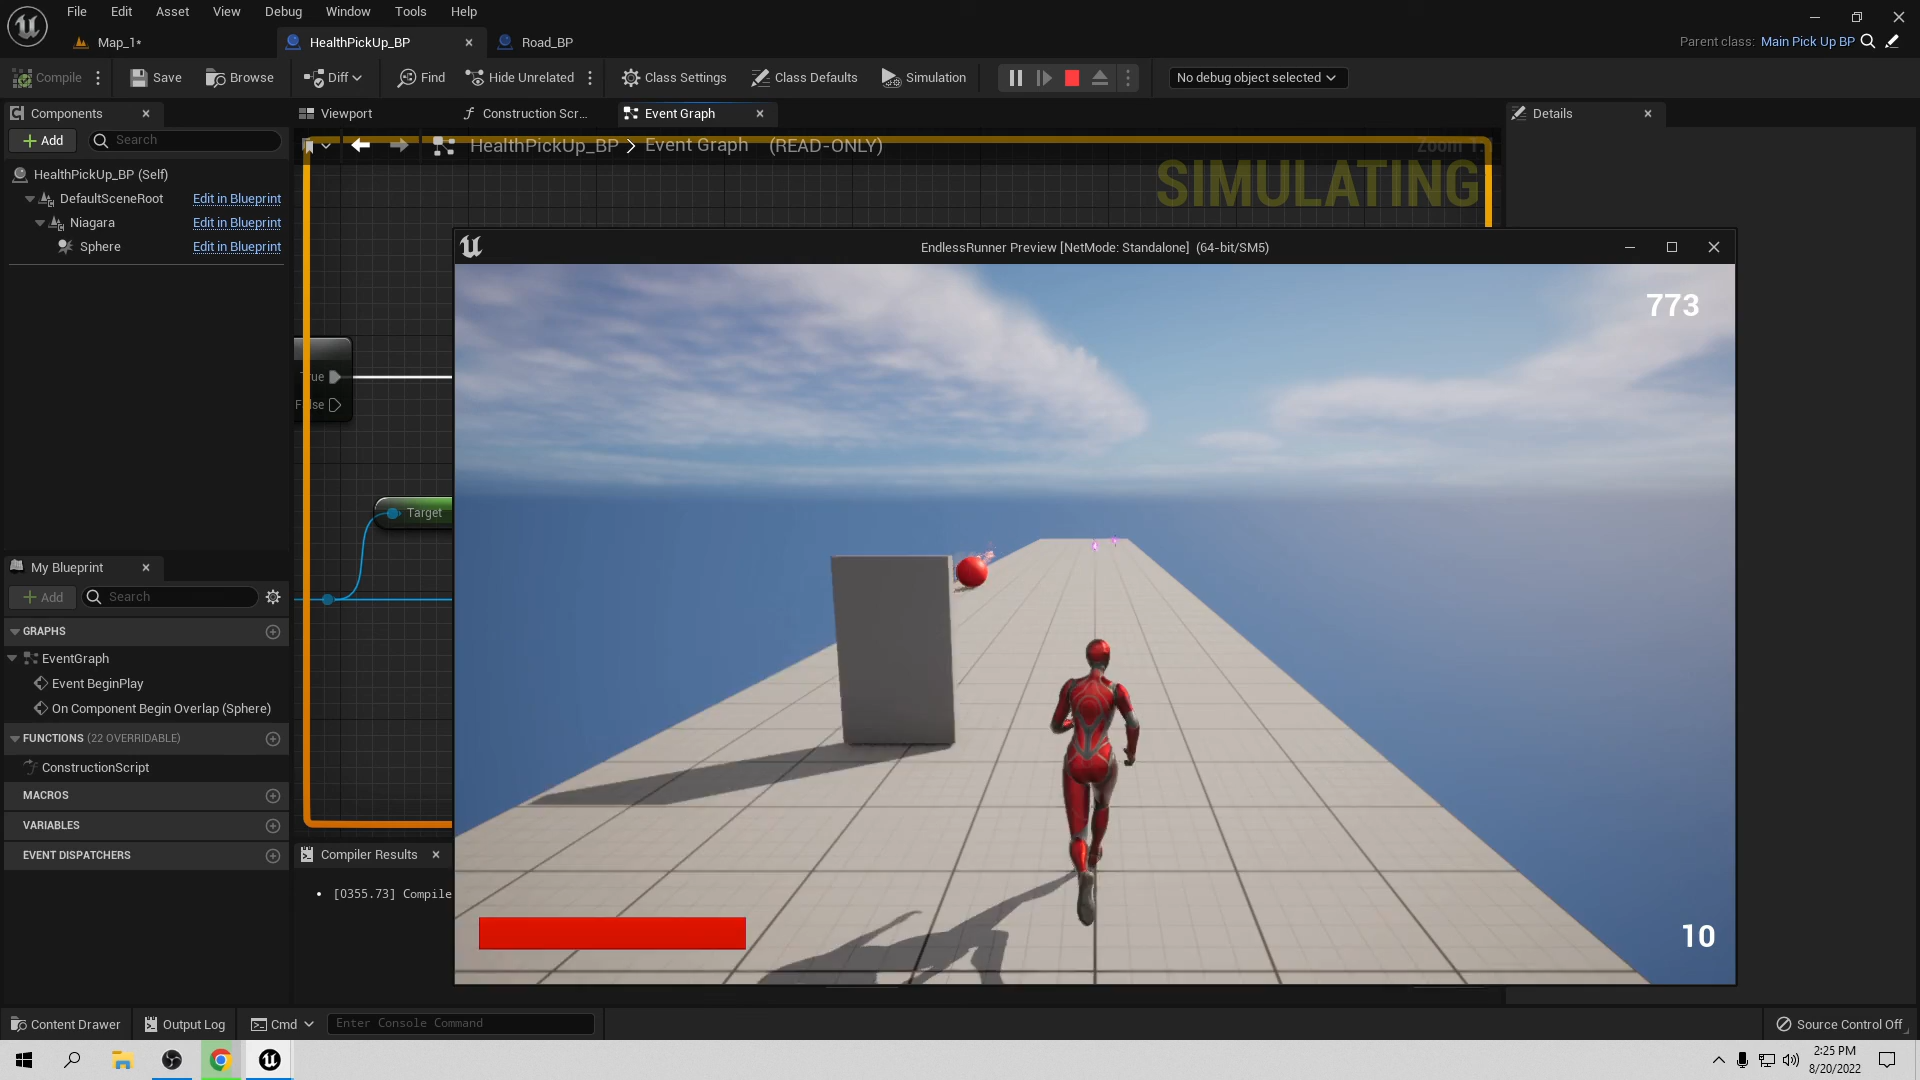 File Edit Asset View Debug Window Tools Help
Map_1* HealthPickUp_BP Road_BP
Parent class: Main Pick Up BP
Compile Save Browse Diff Find Hide Unrelated Class Settings Class Defaults Simulation No debug object selected
Components Viewport Construction Scr... Event Graph Details
Add Search
HealthPickUp_BP > Event Graph (READ-ONLY)
SIMULATING
HealthPickUp_BP (Self)
DefaultSceneRoot Edit in Blueprint
Niagara Edit in Blueprint
Sphere Edit in Blueprint
EndlessRunner Preview [NetMode: Standalone] (64-bit/SM5)
773
Target
My Blueprint
Add Search
GRAPHS
EventGraph
Event BeginPlay
On Component Begin Overlap (Sphere)
FUNCTIONS (22 OVERRIDABLE)
ConstructionScript
MACROS
VARIABLES
EVENT DISPATCHERS
Compiler Results
[0355.73] Compile
10
Content Drawer Output Log Cmd Enter Console Command Source Control Off
2:25 PM
8/20/2022